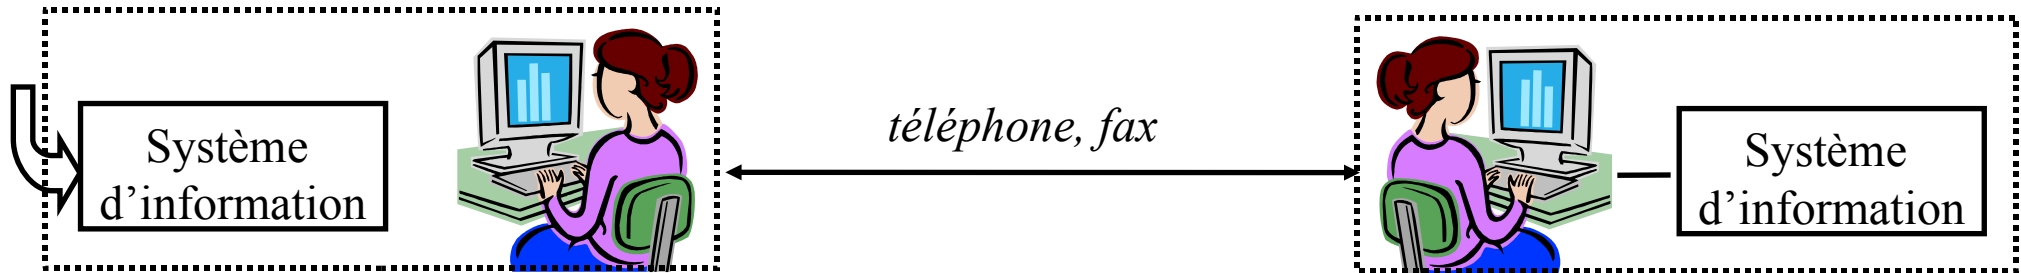 Système
d’information
téléphone, fax
Système
d’information